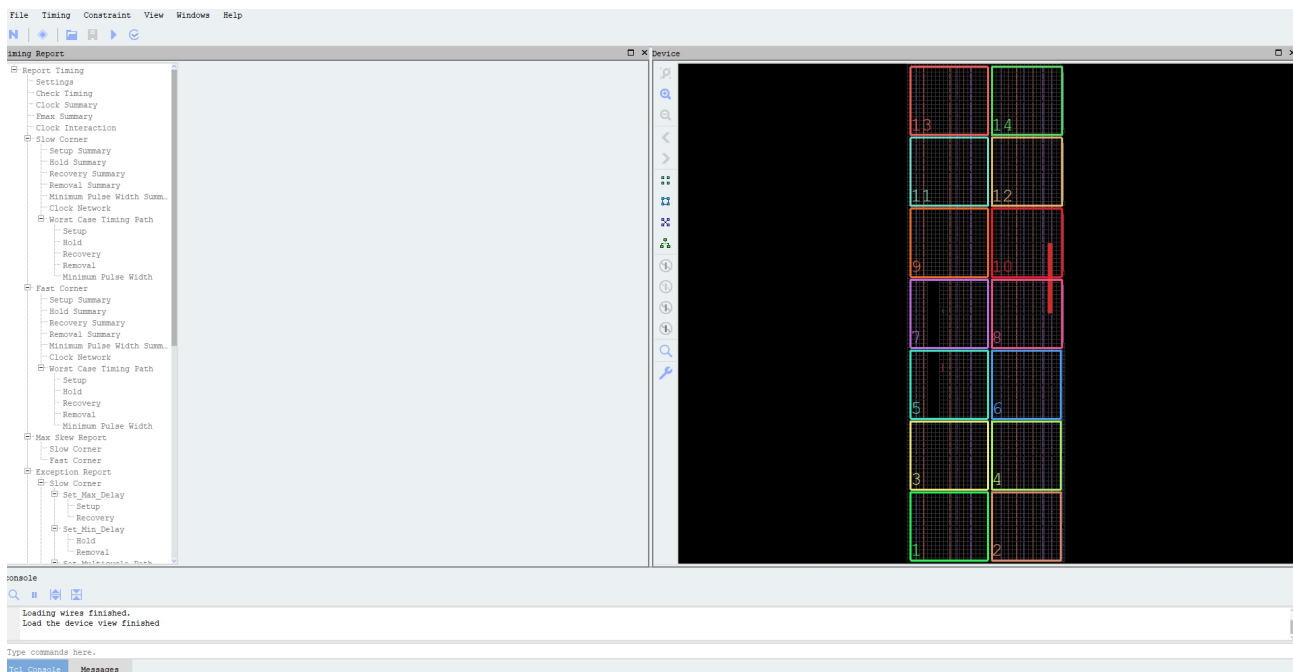 File Timing Constraint View Windows Help
iming Report
Device
Report Timing
Settings
Check Timing
Clock Summary
Fmax Summary
Clock Interaction
Slow Corner
Setup Summary
Hold Summary
Recovery Summary
Removal Summary
Minimum Pulse Width Summ…
Clock Network
Worst Case Timing Path
Setup
Hold
Recovery
Removal
Minimum Pulse Width
Fast Corner
Setup Summary
Hold Summary
Recovery Summary
Removal Summary
Minimum Pulse Width Summ…
Clock Network
Worst Case Timing Path
Setup
Hold
Recovery
Removal
Minimum Pulse Width
Max Skew Report
Slow Corner
Fast Corner
Exception Report
Slow Corner
Set_Max_Delay
Setup
Recovery
Set_Min_Delay
Hold
Removal
13 14
11 12
9 10
7 8
5 6
3 4
1 2
console
Loading wires finished.
Load the device view finished
Type commands here.
Tcl Console Messages